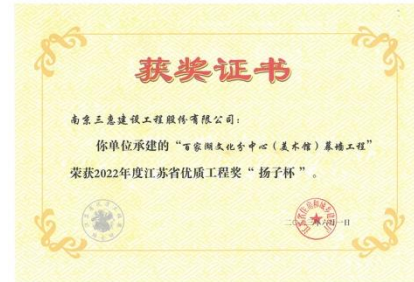 获奖证书
南京三惠建设工程股份有限公司：
你单位承建的“百家湖文化分中心（美术馆）幕墙工程”
荣获2022年度江苏省优质工程奖“扬子杯”。